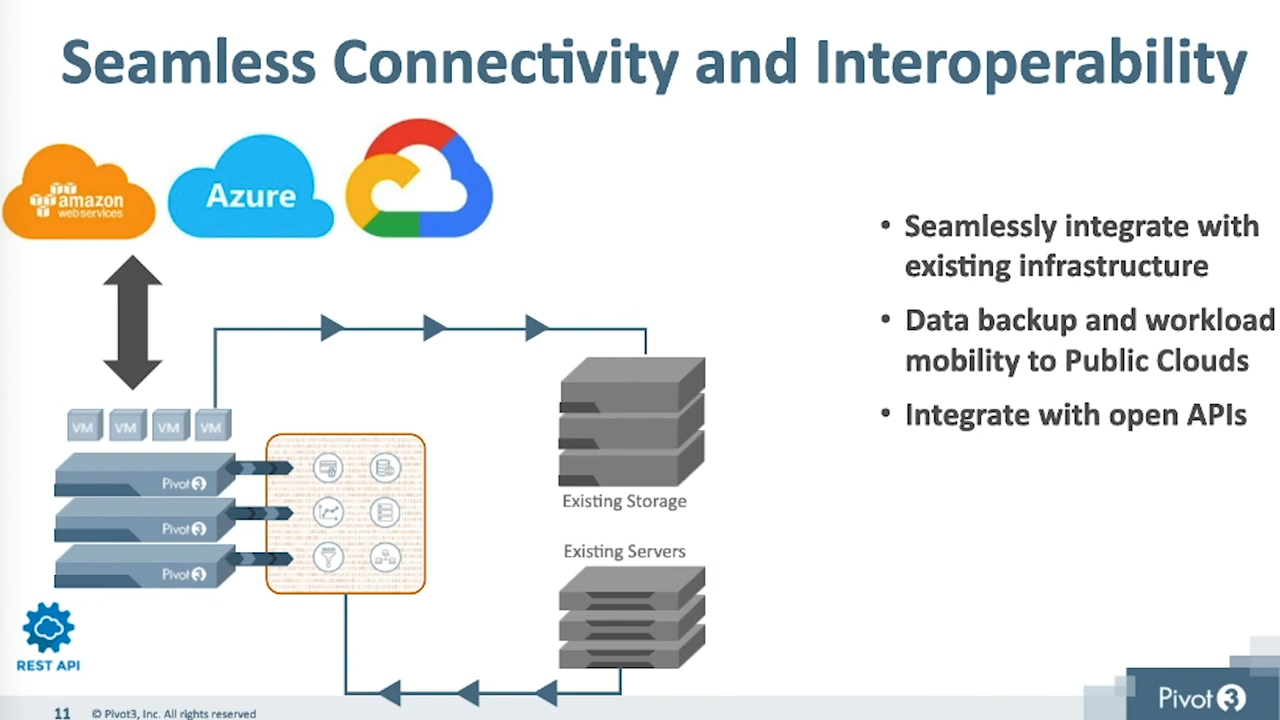 Seamless Connectivity and Interoperability
amazon
web services
Azure
• Seamlessly integrate with
existing infrastructure
• Data backup and workload
mobility to Public Clouds
• Integrate with open APIs
VM VM VM VM
Pivot3
Pivot3
Pivot3
Existing Storage
Existing Servers
REST API
11 © Pivot3, Inc. All rights reserved
Pivot3